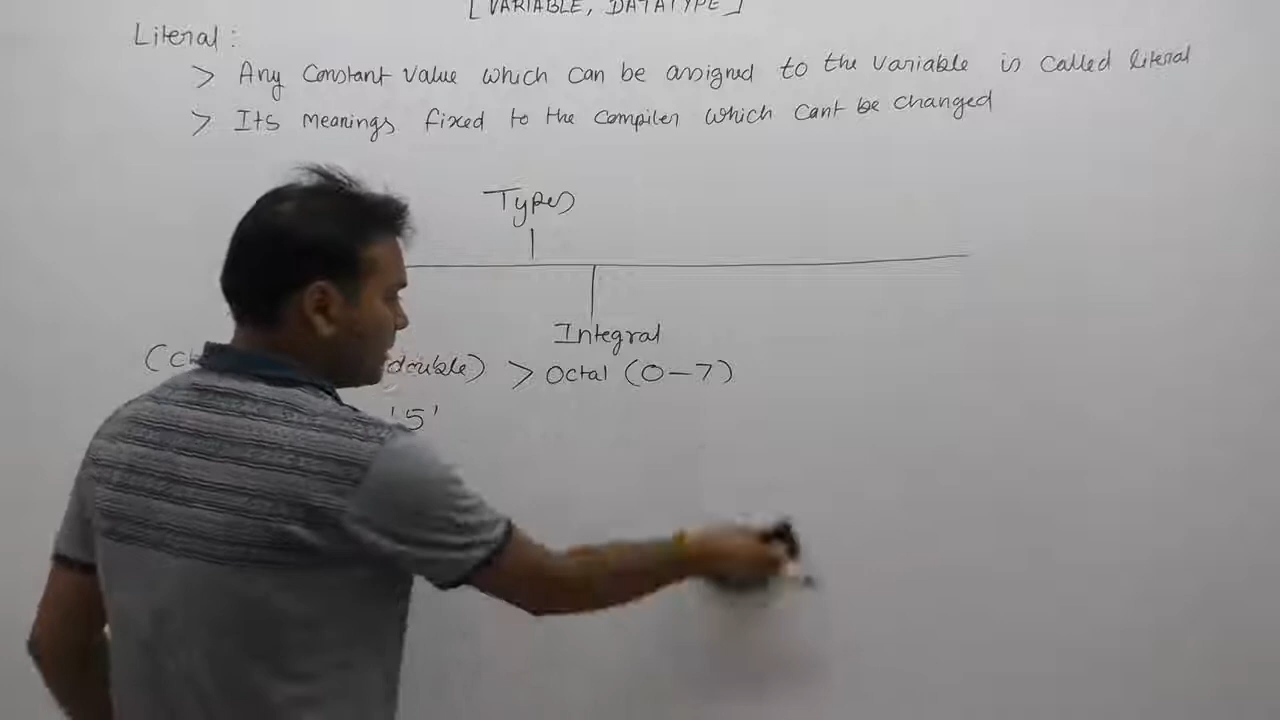 [VARIABLE, DATATYPE]
Literal :
> Any Constant value which can be assigned to the variable is called literal
> Its meanings fixed to the compiler which cant be changed
Types
Integral
(C double) > Octal (0-7)
'5'